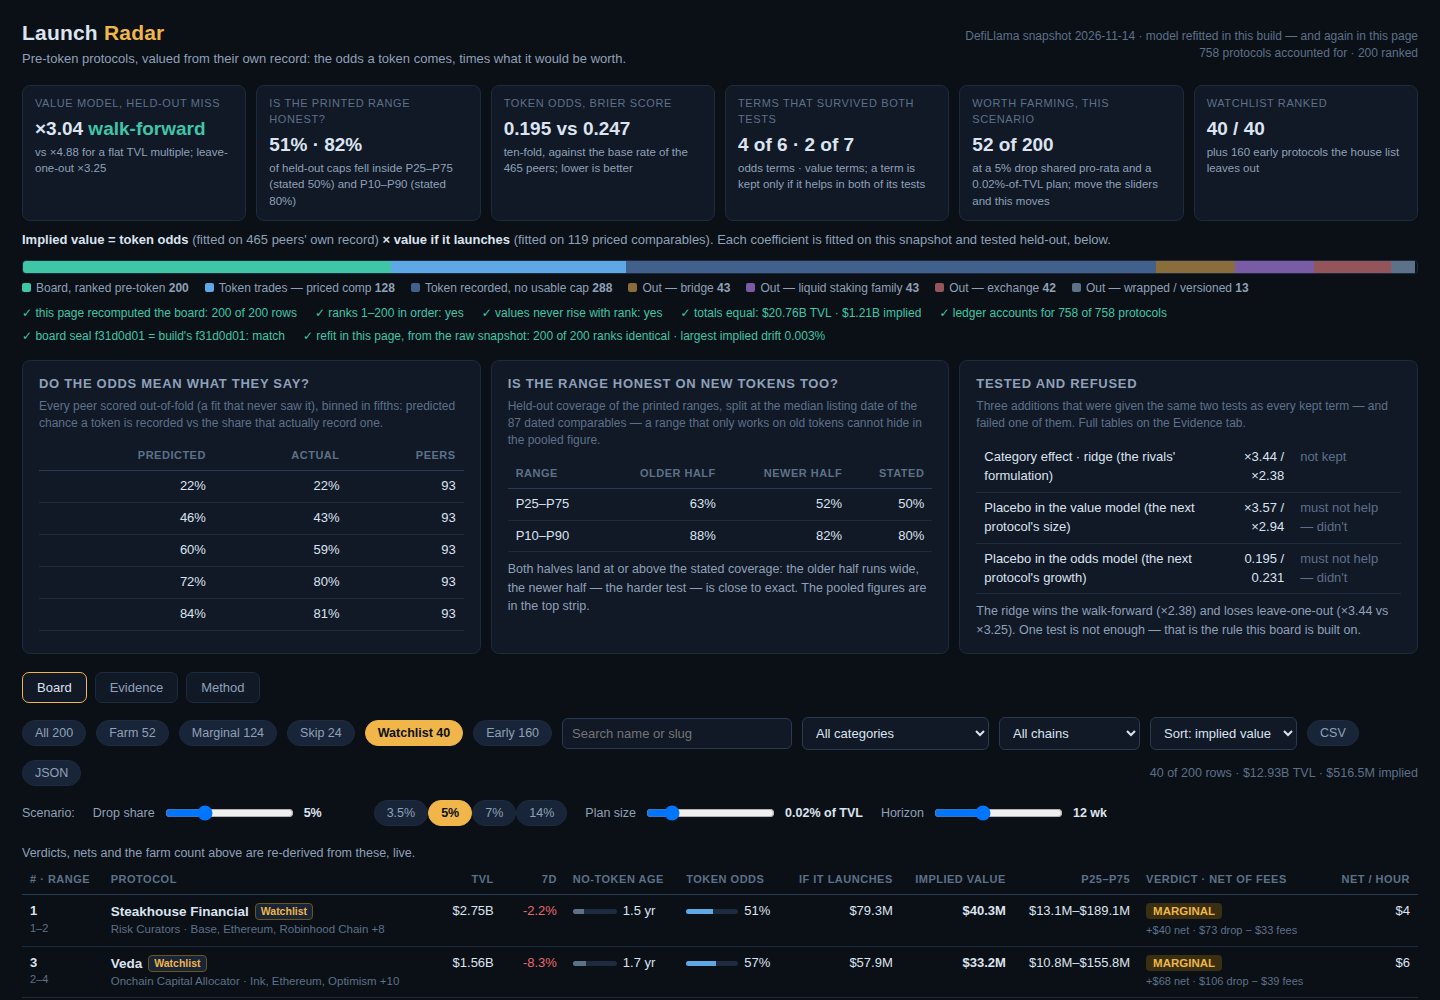 Launch Radar
Pre-token protocols, valued from their own record: the odds a token comes, times what it would be worth.
DefiLlama snapshot 2026-11-14 · model refitted in this build — and again in this page
758 protocols accounted for · 200 ranked
VALUE MODEL, HELD-OUT MISS
×3.04 walk-forward
vs ×4.88 for a flat TVL multiple; leave-
one-out ×3.25
IS THE PRINTED RANGE
HONEST?
51% · 82%
of held-out caps fell inside P25–P75
(stated 50%) and P10–P90 (stated
80%)
TOKEN ODDS, BRIER SCORE
0.195 vs 0.247
ten-fold, against the base rate of the
465 peers; lower is better
TERMS THAT SURVIVED BOTH
TESTS
4 of 6 · 2 of 7
odds terms · value terms; a term is
kept only if it helps in both of its tests
WORTH FARMING, THIS
SCENARIO
52 of 200
at a 5% drop shared pro-rata and a
0.02%-of-TVL plan; move the sliders
and this moves
WATCHLIST RANKED
40 / 40
plus 160 early protocols the house list
leaves out
Implied value = token odds (fitted on 465 peers' own record) × value if it launches (fitted on 119 priced comparables). Each coefficient is fitted on this snapshot and tested held-out, below.
Board, ranked pre-token 200 Token trades — priced comp 128 Token recorded, no usable cap 288 Out — bridge 43 Out — liquid staking family 43 Out — exchange 42 Out — wrapped / versioned 13
✓ this page recomputed the board: 200 of 200 rows ✓ ranks 1–200 in order: yes ✓ values never rise with rank: yes ✓ totals equal: $20.76B TVL · $1.21B implied ✓ ledger accounts for 758 of 758 protocols
✓ board seal f31d0d01 = build's f31d0d01: match ✓ refit in this page, from the raw snapshot: 200 of 200 ranks identical · largest implied drift 0.003%
DO THE ODDS MEAN WHAT THEY SAY?
Every peer scored out-of-fold (a fit that never saw it), binned in fifths: predicted
chance a token is recorded vs the share that actually record one.
PREDICTED ACTUAL PEERS
22% 22% 93
46% 43% 93
60% 59% 93
72% 80% 93
84% 81% 93
IS THE RANGE HONEST ON NEW TOKENS TOO?
Held-out coverage of the printed ranges, split at the median listing date of the
87 dated comparables — a range that only works on old tokens cannot hide in
the pooled figure.
RANGE OLDER HALF NEWER HALF STATED
P25–P75 63% 52% 50%
P10–P90 88% 82% 80%
Both halves land at or above the stated coverage: the older half runs wide,
the newer half — the harder test — is close to exact. The pooled figures are
in the top strip.
TESTED AND REFUSED
Three additions that were given the same two tests as every kept term — and
failed one of them. Full tables on the Evidence tab.
Category effect · ridge (the rivals' ×3.44 / not kept
formulation) ×2.38
Placebo in the value model (the next ×3.57 / must not help
protocol's size) ×2.94 — didn't
Placebo in the odds model (the next 0.195 / must not help
protocol's growth) 0.231 — didn't
The ridge wins the walk-forward (×2.38) and loses leave-one-out (×3.44 vs
×3.25). One test is not enough — that is the rule this board is built on.
Board Evidence Method
All 200 Farm 52 Marginal 124 Skip 24 Watchlist 40 Early 160 Search name or slug All categories All chains Sort: implied value CSV
JSON 40 of 200 rows · $12.93B TVL · $516.5M implied
Scenario: Drop share 5% 3.5% 5% 7% 14% Plan size 0.02% of TVL Horizon 12 wk
Verdicts, nets and the farm count above are re-derived from these, live.
# · RANGE PROTOCOL TVL 7D NO-TOKEN AGE TOKEN ODDS IF IT LAUNCHES IMPLIED VALUE P25–P75 VERDICT · NET OF FEES NET / HOUR
1 Steakhouse Financial Watchlist $2.75B -2.2% 1.5 yr 51% $79.3M $40.3M $13.1M–$189.1M MARGINAL $4
1–2 Risk Curators · Base, Ethereum, Robinhood Chain +8 +$40 net · $73 drop − $33 fees
3 Veda Watchlist $1.56B -8.3% 1.7 yr 57% $57.9M $33.2M $10.8M–$155.8M MARGINAL $6
2–4 Onchain Capital Allocator · Ink, Ethereum, Optimism +10 +$68 net · $106 drop − $39 fees